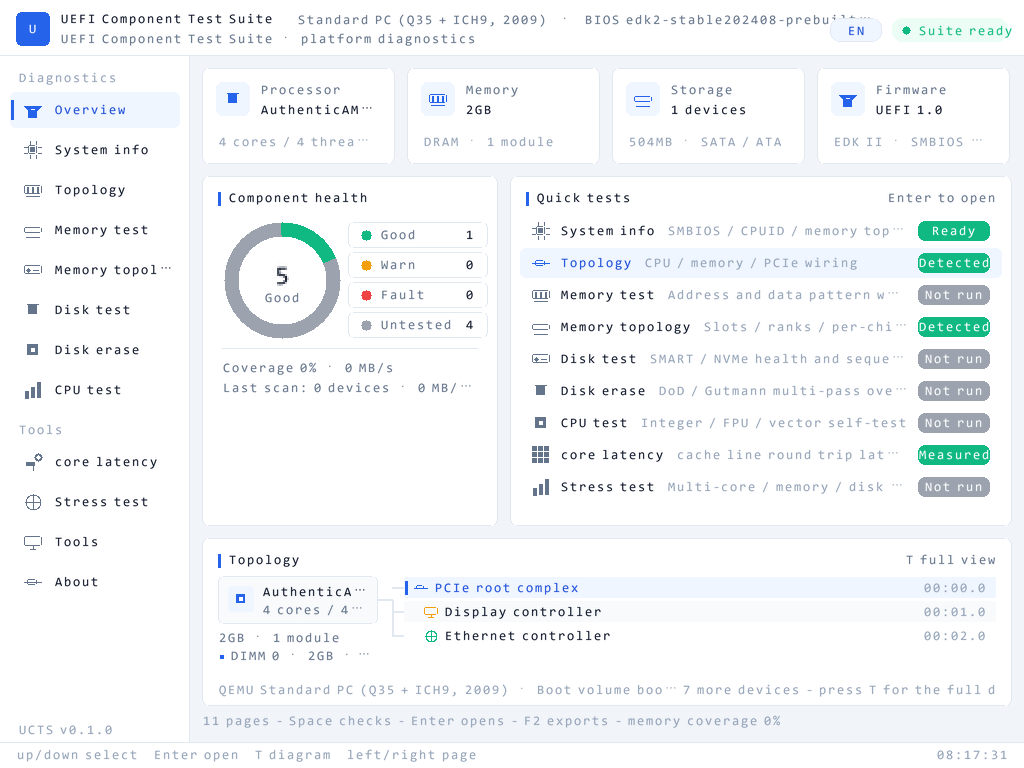 U
UEFI Component Test Suite
Standard PC (Q35 + ICH9, 2009) · BIOS edk2-stable202408-prebuilt…
UEFI Component Test Suite · platform diagnostics
EN
Suite ready
Diagnostics
Overview
System info
Topology
Memory test
Memory topol…
Disk test
Disk erase
CPU test
Tools
core latency
Stress test
Tools
About
UCTS v0.1.0
Processor
AuthenticAM…
4 cores / 4 threa…
Memory
2GB
DRAM · 1 module
Storage
1 devices
504MB · SATA / ATA
Firmware
UEFI 1.0
EDK II · SMBIOS …
Component health
5
Good
Good 1
Warn 0
Fault 0
Untested 4
Coverage 0% · 0 MB/s
Last scan: 0 devices · 0 MB/…
Quick tests Enter to open
System info SMBIOS / CPUID / memory top… Ready
Topology CPU / memory / PCIe wiring Detected
Memory test Address and data pattern w… Not run
Memory topology Slots / ranks / per-chi… Detected
Disk test SMART / NVMe health and seque… Not run
Disk erase DoD / Gutmann multi-pass ove… Not run
CPU test Integer / FPU / vector self-test Not run
core latency cache line round trip lat… Measured
Stress test Multi-core / memory / disk … Not run
Topology T full view
AuthenticA…
4 cores / 4…
2GB · 1 module
DIMM 0 · 2GB · …
PCIe root complex 00:00.0
Display controller 00:01.0
Ethernet controller 00:02.0
QEMU Standard PC (Q35 + ICH9, 2009) · Boot volume boo… 7 more devices - press T for the full d
11 pages - Space checks - Enter opens - F2 exports - memory coverage 0%
up/down select Enter open T diagram left/right page 08:17:31